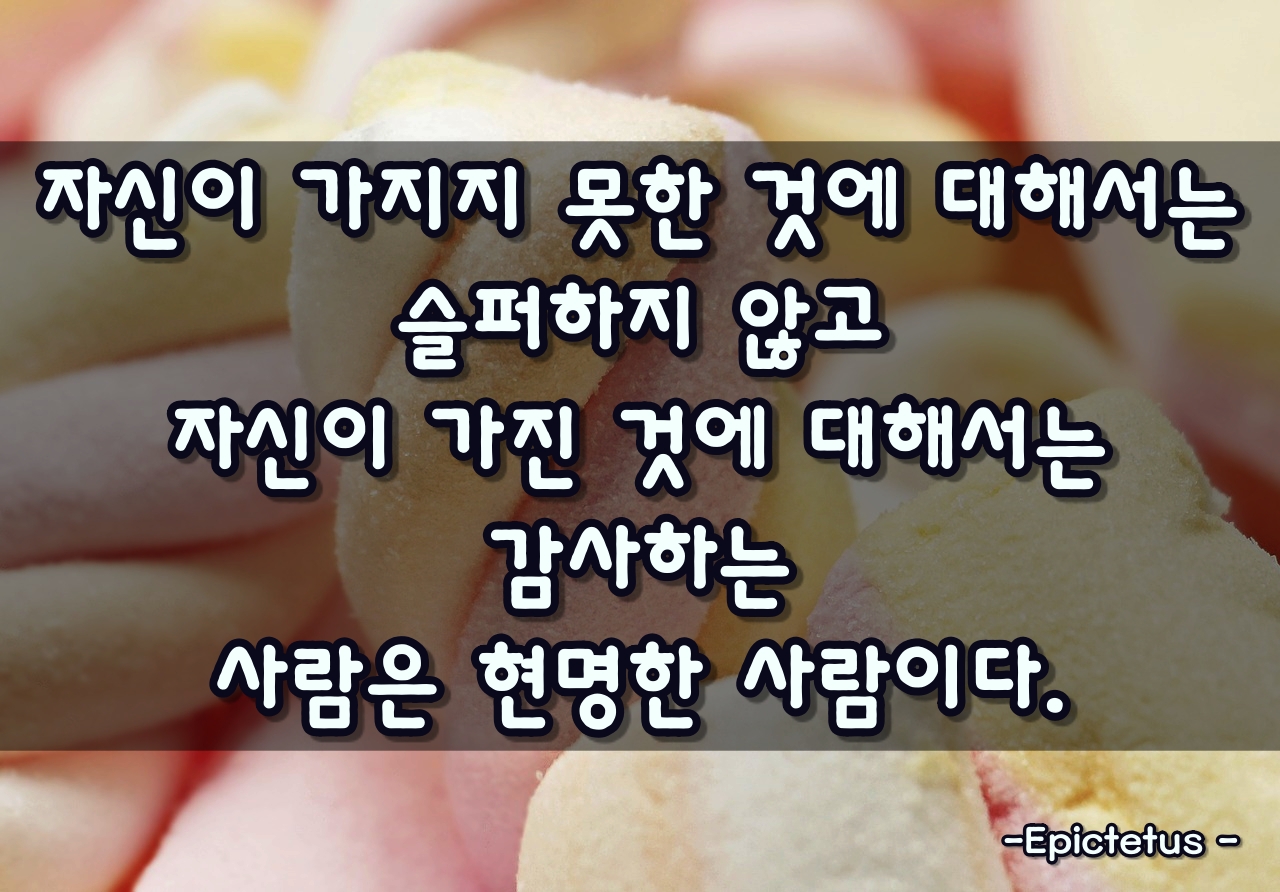 자신이 가지지 못한 것에 대해서는
슬퍼하지 않고
자신이 가진 것에 대해서는
감사하는
사람은 현명한 사람이다.
-Epictetus -